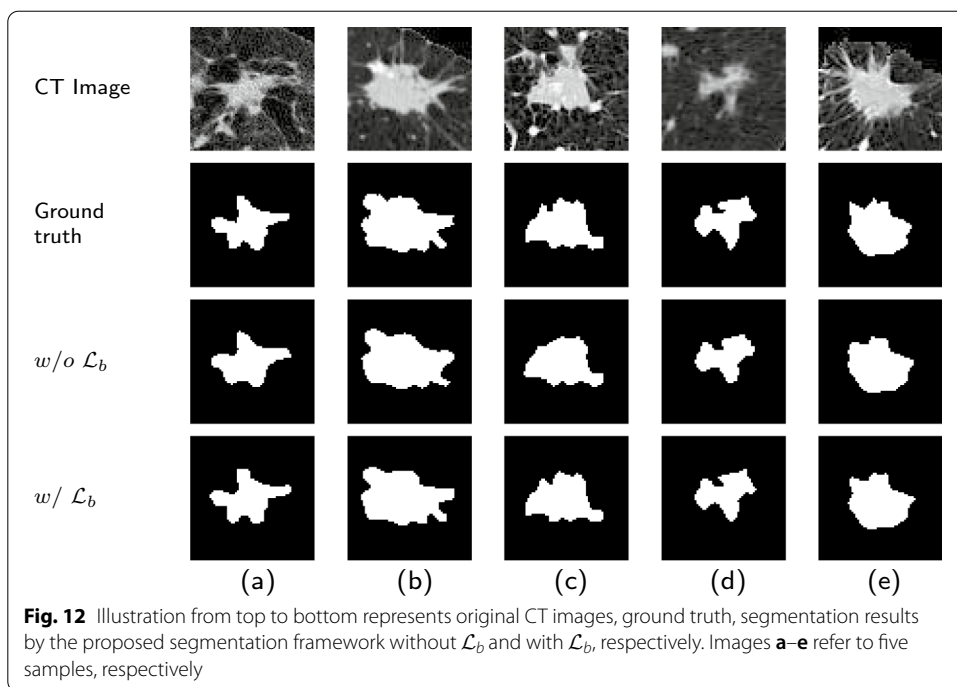 CT Image
Ground
truth
w/o ℒb
w/ ℒb
(a) (b) (c) (d) (e)
Fig. 12 Illustration from top to bottom represents original CT images, ground truth, segmentation results
by the proposed segmentation framework without ℒb and with ℒb, respectively. Images a–e refer to five
samples, respectively